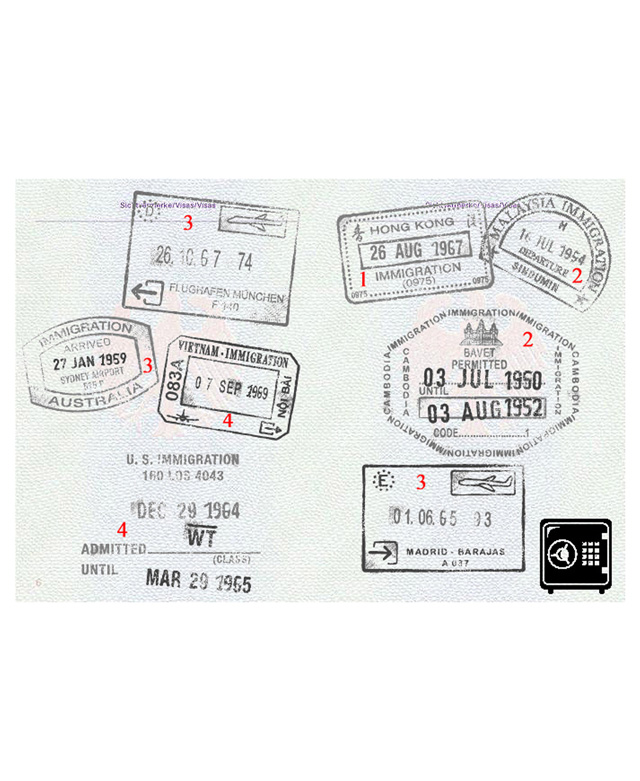 Sichtvermerke/Visas/Visas
D
3
26.10.67 74
FLUGHAFEN MÜNCHEN
F 140
IMMIGRATION
ARRIVED
27 JAN 1959
SYDNEY AIRPORT
AUSTRALIA
3
VIETNAM - IMMIGRATION
083A
07 SEP 1969
NỘI BÀI
4
U. S. IMMIGRATION
160 LOS 4043
DEC 29 1964
4
WT
ADMITTED
(CLASS)
UNTIL
MAR 29 1965
6
HONG KONG
26 AUG 1967
1
IMMIGRATION
(0975)
0975
0975
MALAYSIA IMMIGRATION
16 JUL 1954
DEPARTURE
2
SINDUMIN
IMMIGRATION/IMMIGRATION/IMMIGRATION
CAMBODIA
CAMBODIA
2
BAVET
PERMITTED
03 JUL 1950
UNTIL
03 AUG 1952
CODE 1
IMMIGRATION/IMMIGRATION
E
3
01.06.65 93
MADRID - BARAJAS
A 037